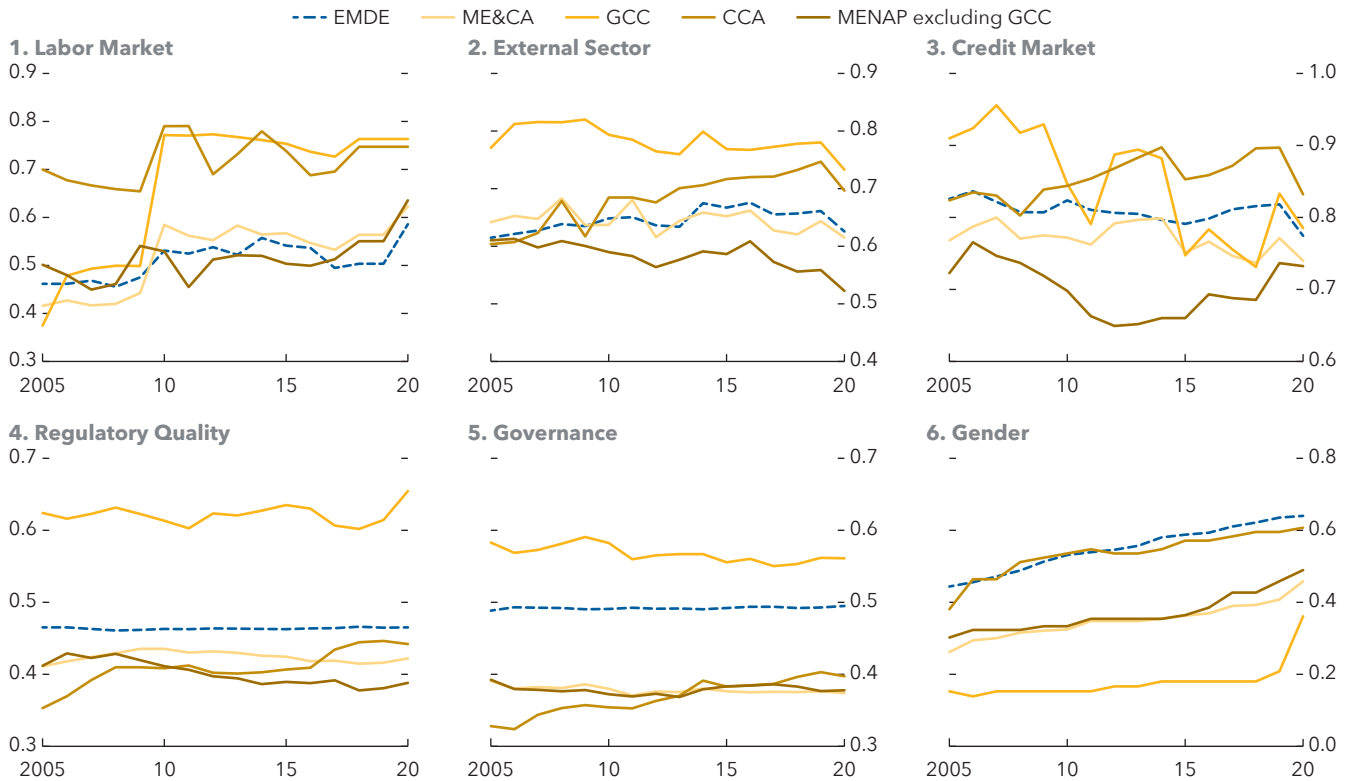 EMDE ME&CA GCC CCA MENAP excluding GCC
1. Labor Market
0.9
0.8
0.7
0.6
0.5
0.4
0.3
2005 10 15 20
2. External Sector
0.9
0.8
0.7
0.6
0.5
0.4
2005 10 15 20
3. Credit Market
1.0
0.9
0.8
0.7
0.6
2005 10 15 20
4. Regulatory Quality
0.7
0.6
0.5
0.4
0.3
2005 10 15 20
5. Governance
0.7
0.6
0.5
0.4
0.3
2005 10 15 20
6. Gender
0.8
0.6
0.4
0.2
0.0
2005 10 15 20